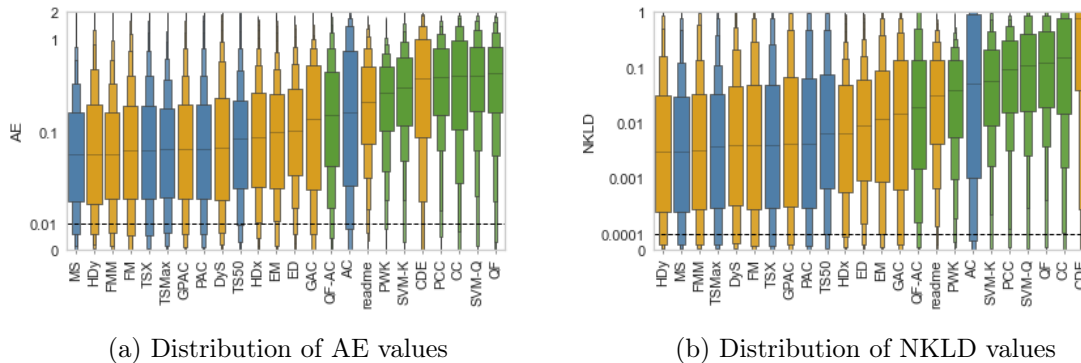 2
1
0.1
0.01
0
AE
MS
HDy
FMM
FM
TSX
TSMax
GPAC
PAC
DyS
TS50
HDx
EM
ED
GAC
QF-AC
AC
readme
PWK
SVM-K
CDE
PCC
CC
SVM-Q
QF
(a) Distribution of AE values
1
0.1
0.01
0.001
0.0001
0
NKLD
HDy
MS
FMM
TSMax
DyS
FM
TSX
GPAC
PAC
TS50
HDx
ED
EM
GAC
QF-AC
readme
PWK
AC
SVM-K
PCC
SVM-Q
QF
CC
CDE
(b) Distribution of NKLD values